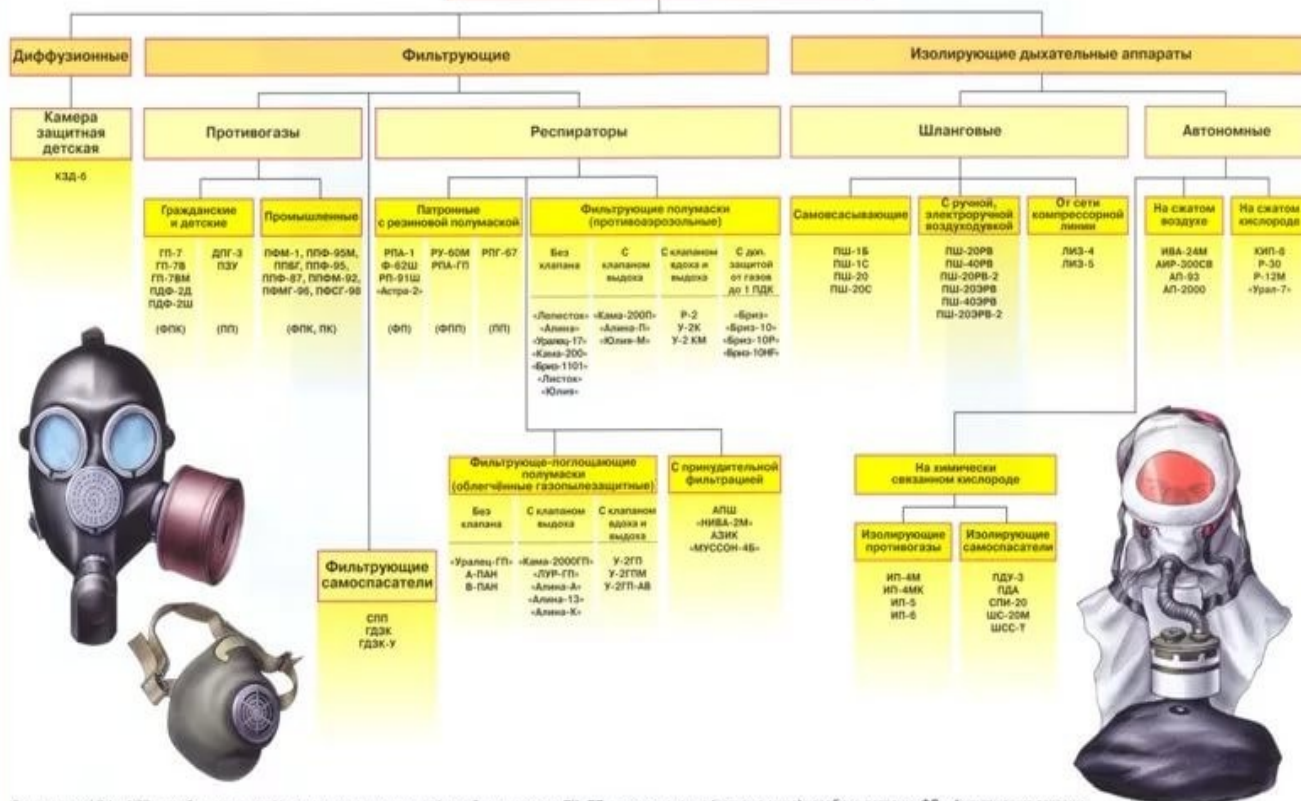 Диффузионные
Фильтрующие
Изолирующие дыхательные аппараты
Камера
защитная
детская
КЗД-6
Противогазы
Респираторы
Шланговые
Автономные
Гражданские
и детские
ГП-7
ГП-7В
ГП-7ВМ
ПДФ-2Д
ПДФ-2Ш
(ФПК)
ДПГ-3
ПЗУ
(ПП)
Промышленные
ПФМ-1, ППФ-95М,
ППБГ, ППФ-95,
ППФ-87, ППФМ-92,
ПФМГ-96, ПФСГ-98
(ФПК, ПК)
Патронные
с резиновой полумаской
РПА-1
Ф-62Ш
РП-91Ш
«Астра-2»
(ФП)
РУ-60М
РПА-ГП
(ФПП)
РПГ-67
(ПП)
Фильтрующие полумаски
(противоаэрозольные)
Без
клапана
«Лепесток»
«Алина»
«Уралец-17»
«Кама-200»
«Бриз-1101»
«Листок»
«Юлия»
С
клапаном
выдоха
«Кама-200П»
«Алина-П»
«Юлия-М»
С клапаном
вдоха и
выдоха
Р-2
У-2К
У-2 КМ
С доп.
защитой
от газов
до 1 ПДК
«Бриз»
«Бриз-10»
«Бриз-10Р»
«Бриз-10HF»
Самовсасывающие
ПШ-1Б
ПШ-1С
ПШ-20
ПШ-20С
С ручной,
электроручной
воздуходувкой
ПШ-20РВ
ПШ-40РВ
ПШ-20РВ-2
ПШ-20ЭРВ
ПШ-40ЭРВ
ПШ-20ЭРВ-2
От сети
компрессорной
линии
ЛИЗ-4
ЛИЗ-5
На сжатом
воздухе
ИВА-24М
АИР-300СВ
АП-93
АП-2000
На сжатом
кислороде
КИП-8
Р-30
Р-12М
«Урал-7»
Фильтрующие
самоспасатели
СПП
ГДЗК
ГДЗК-У
Фильтрующе-поглощающие
полумаски
(облегчённые газопылезащитные)
Без
клапана
«Уралец-ГП»
А-ПАН
В-ПАН
С клапаном
выдоха
«Кама-2000ГП»
«ЛУР-ГП»
«Алина-А»
«Алина-13»
«Алина-К»
С клапаном
вдоха и
выдоха
У-2ГП
У-2ГПМ
У-2ГП-АВ
С принудительной
фильтрацией
АПШ
«НИВА-2М»
АЗИК
«МУССОН-4Б»
На химически
связанном кислороде
Изолирующие
противогазы
ИП-4М
ИП-4МК
ИП-5
ИП-6
Изолирующие
самоспасатели
ПДУ-3
ПДА
СПИ-20
ШС-20М
ШСС-Т